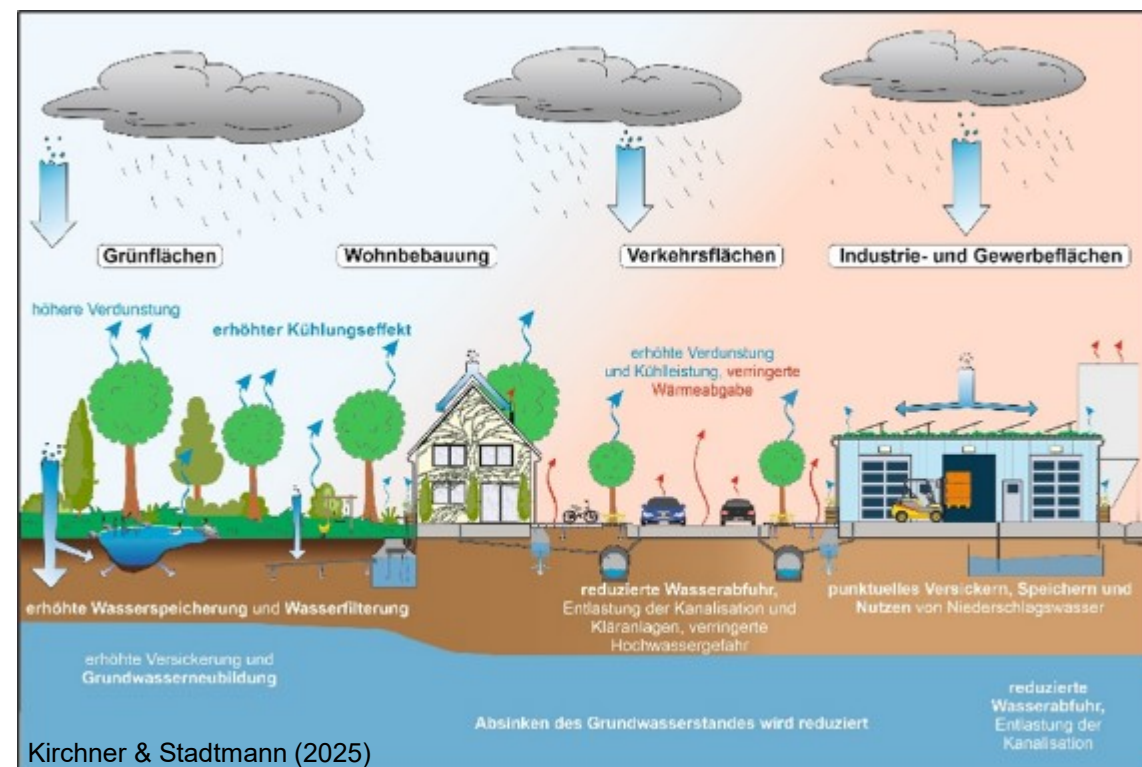 Grünflächen
Wohnbebauung
Verkehrsflächen
Industrie- und Gewerbeflächen
höhere Verdunstung
erhöhter Kühlungseffekt
erhöhte Verdunstung
und Kühlleistung, verringerte
Wärmeabgabe
erhöhte Wasserspeicherung und Wasserfilterung
reduzierte Wasserabfuhr,
Entlastung der Kanalisation und
Kläranlagen, verringerte
Hochwassergefahr
punktuelles Versickern, Speichern und
Nutzen von Niederschlagswasser
erhöhte Versickerung und
Grundwasserneubildung
Absinken des Grundwasserstandes wird reduziert
reduzierte
Wasserabfuhr,
Entlastung der
Kanalisation
Kirchner & Stadtmann (2025)